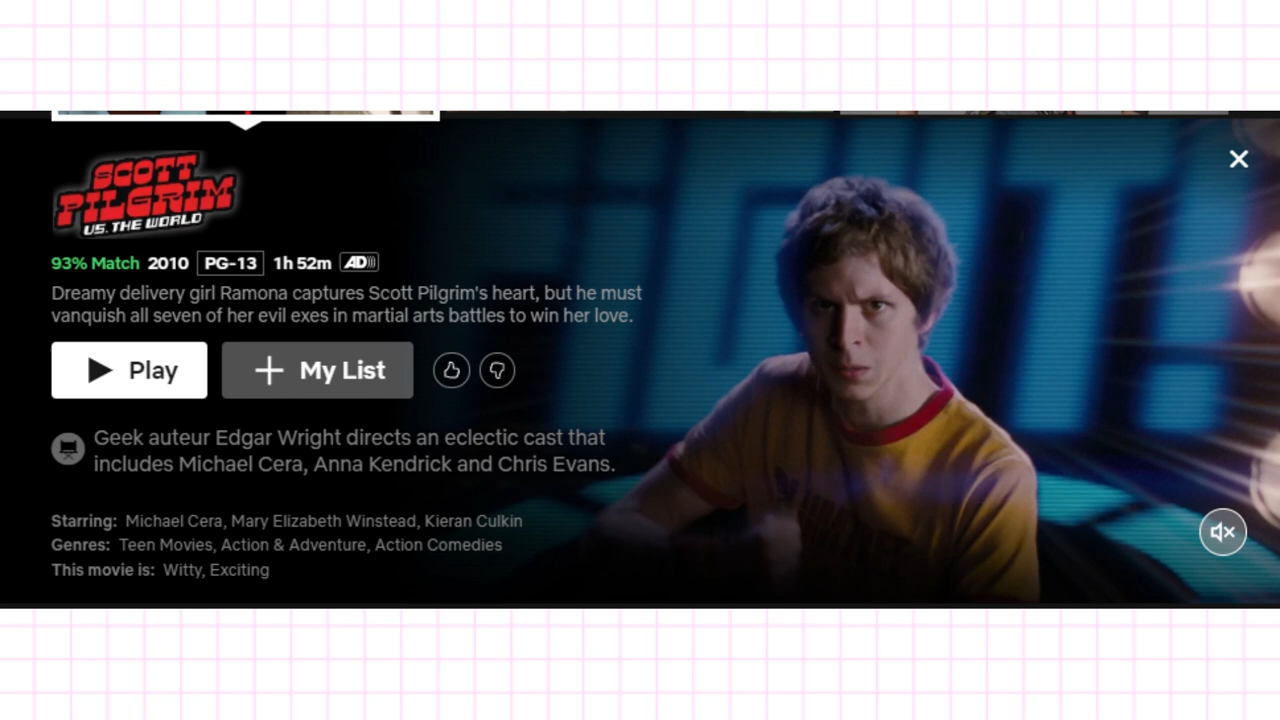 SCOTT
PILGRIM
VS. THE WORLD
93% Match 2010 PG-13 1h 52m AD
Dreamy delivery girl Ramona captures Scott Pilgrim's heart, but he must
vanquish all seven of her evil exes in martial arts battles to win her love.
Play My List
Geek auteur Edgar Wright directs an eclectic cast that
includes Michael Cera, Anna Kendrick and Chris Evans.
Starring: Michael Cera, Mary Elizabeth Winstead, Kieran Culkin
Genres: Teen Movies, Action & Adventure, Action Comedies
This movie is: Witty, Exciting